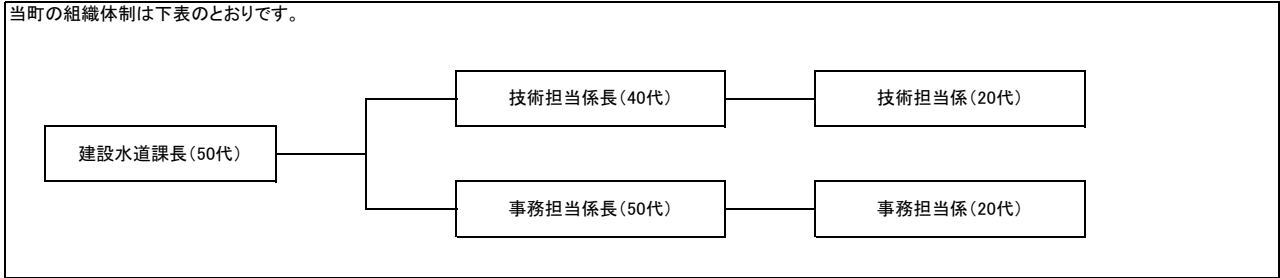 当町の組織体制は下表のとおりです。
技術担当係長(40代)
技術担当係(20代)
建設水道課長(50代)
事務担当係長(50代)
事務担当係(20代)